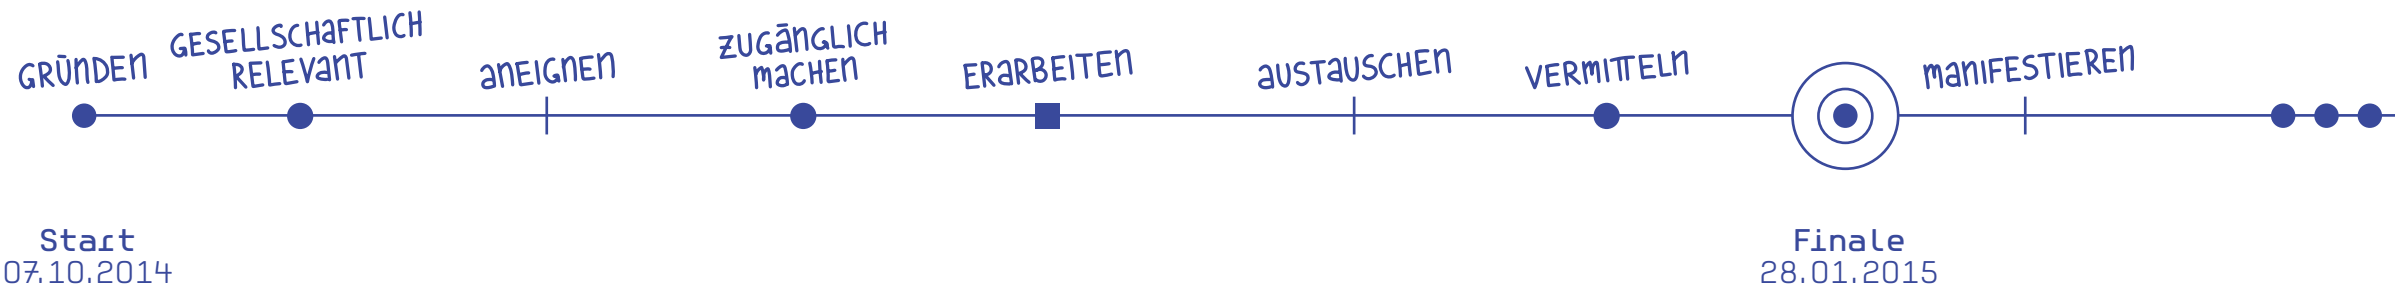 GRÜNDEN
GESELLSCHaFTLICH
RELEVaNT
aNEIGNEN
ZUGäNGLICH
MaCHEN
ERaRBEITEN
aUSTaUSCHEN
VERMITTELN
MaNIFESTIEREN
Start
07.10.2014
Finale
28.01.2015